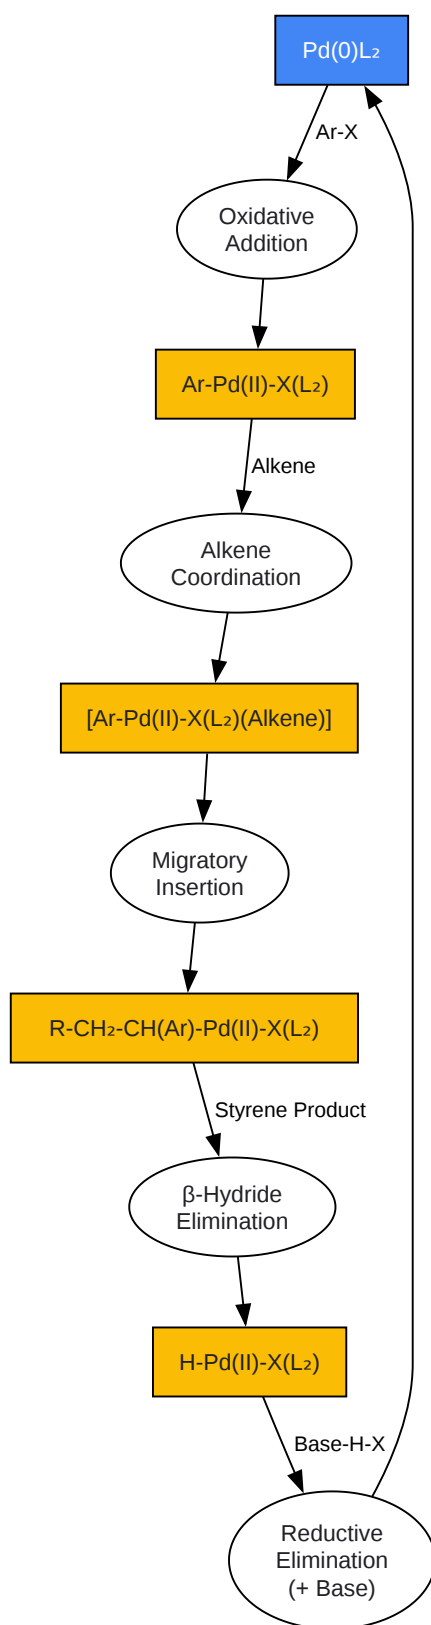 Pd(0)L₂
Ar-X
Oxidative
Addition
Ar-Pd(II)-X(L₂)
Alkene
Alkene
Coordination
[Ar-Pd(II)-X(L₂)(Alkene)]
Migratory
Insertion
R-CH₂-CH(Ar)-Pd(II)-X(L₂)
Styrene Product
β-Hydride
Elimination
H-Pd(II)-X(L₂)
Base-H-X
Reductive
Elimination
(+ Base)